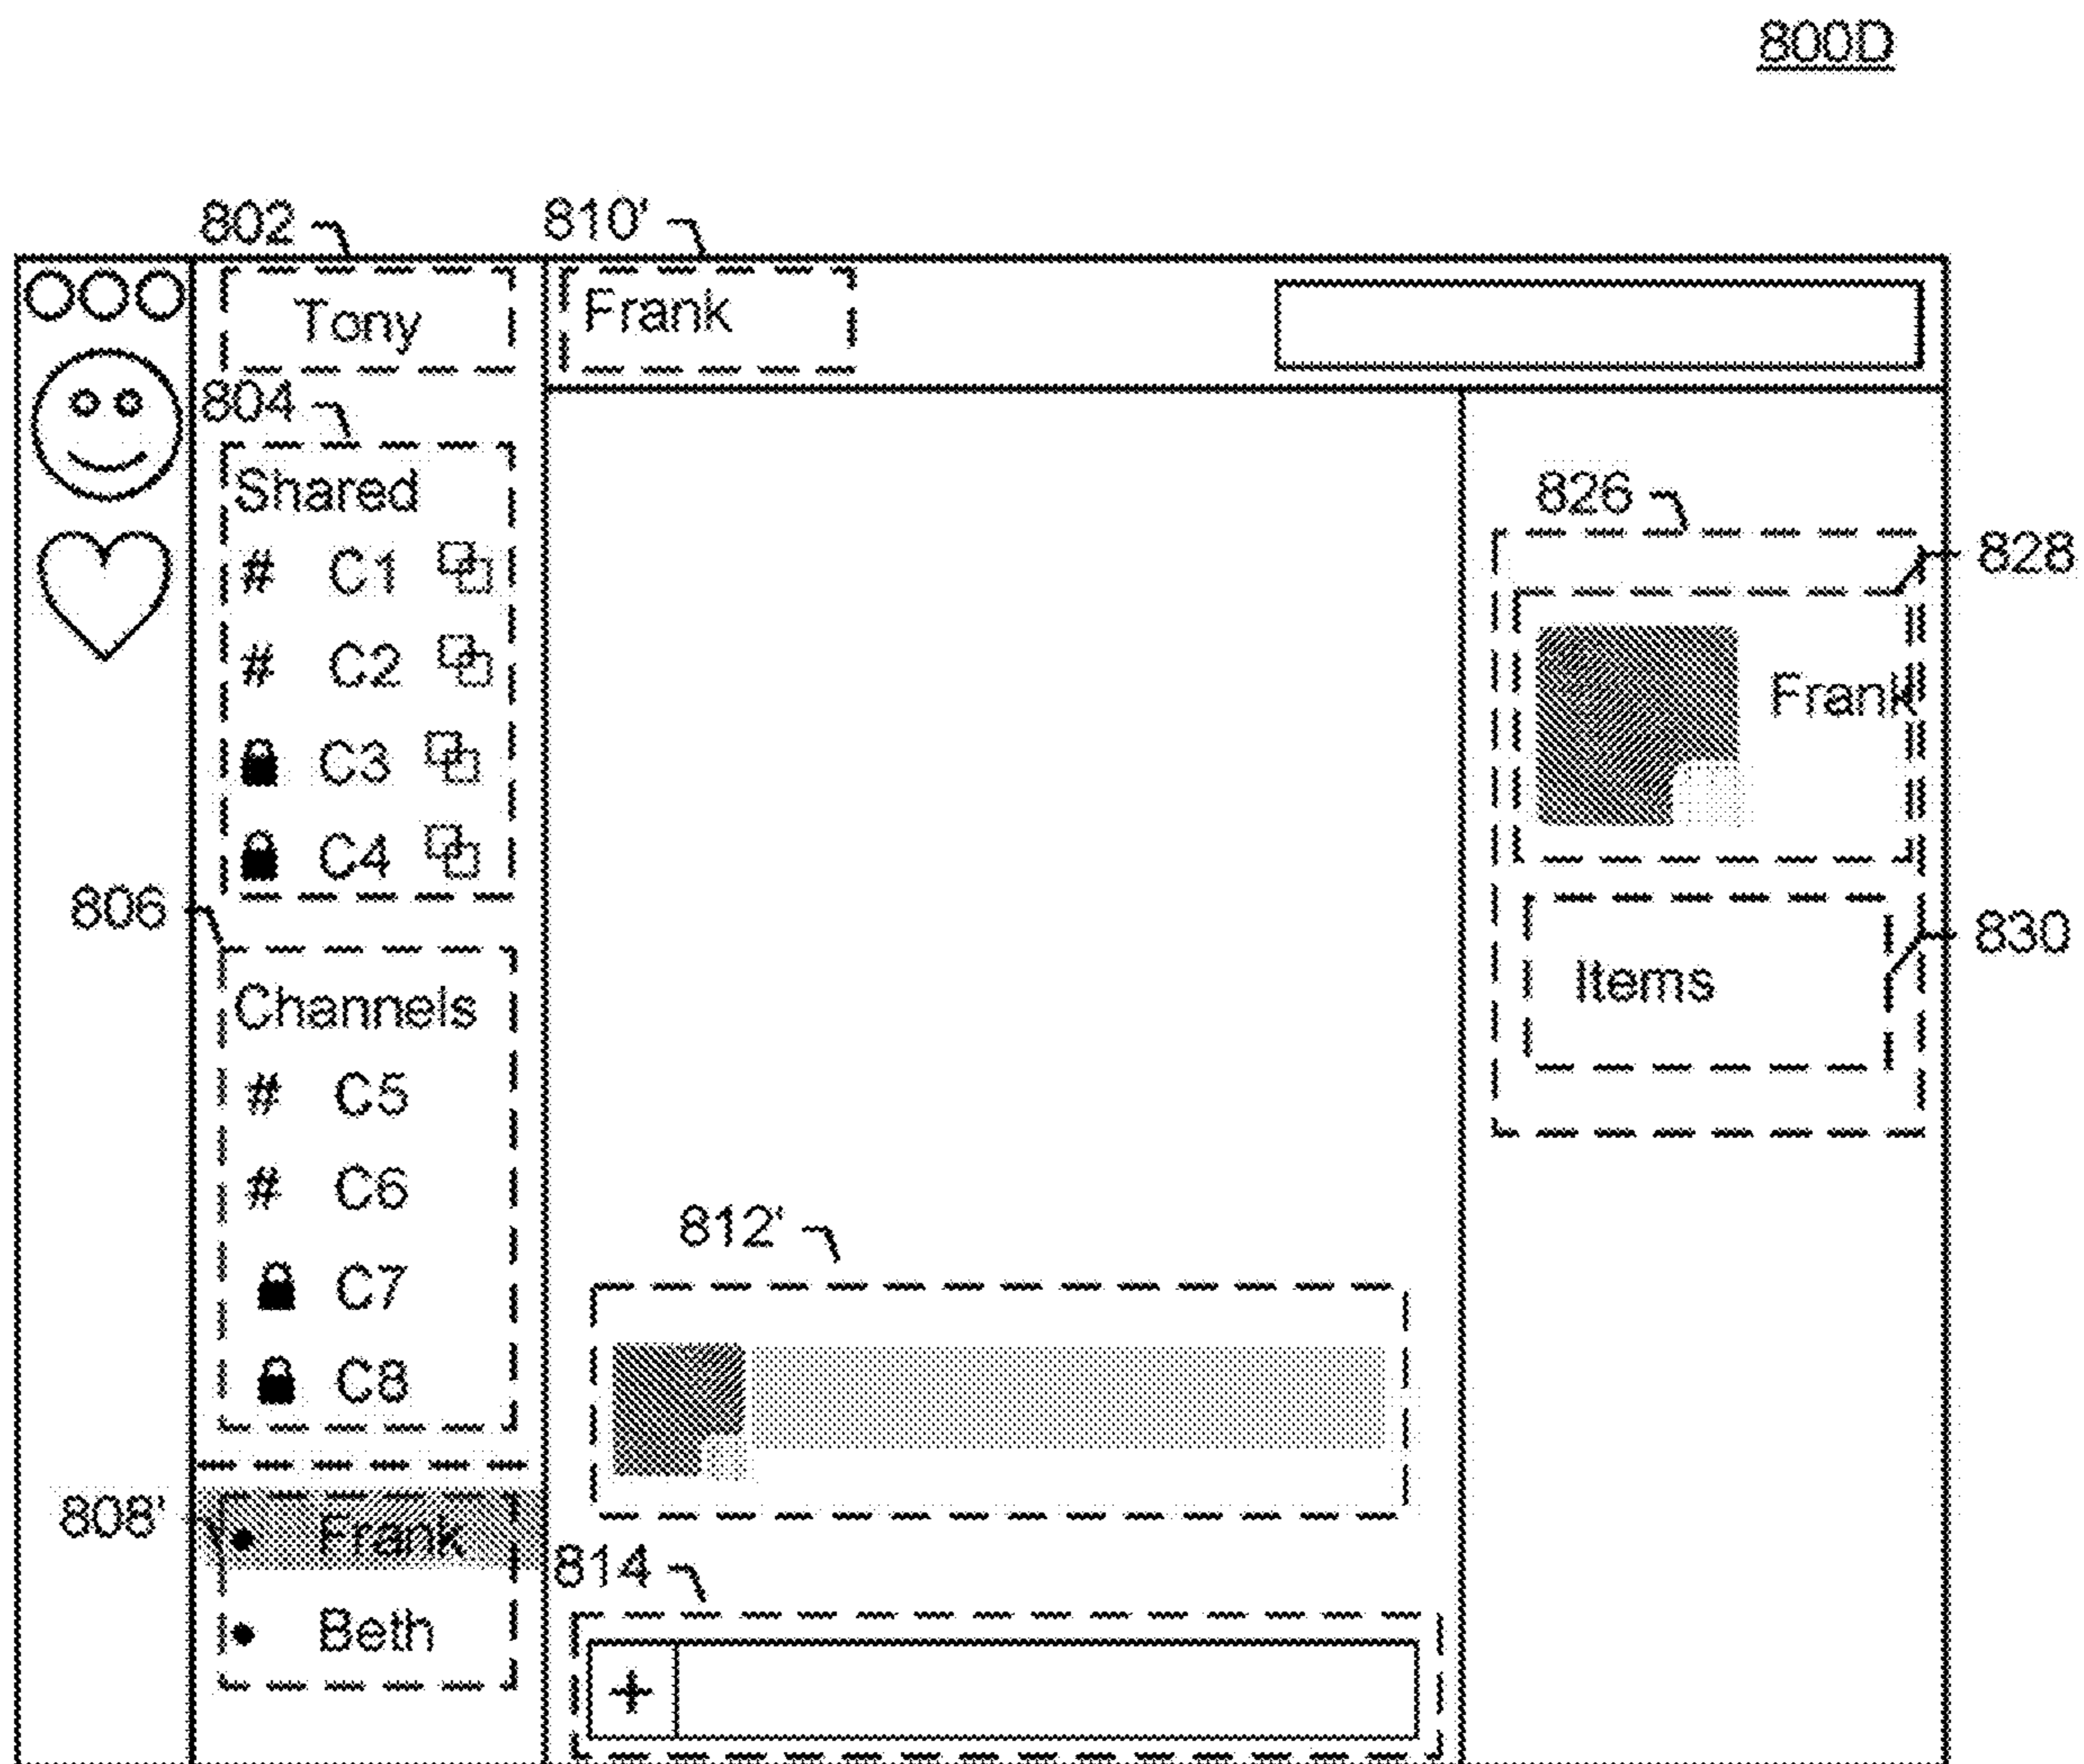 800D
802
810'
Tony
Frank
804
Shared
# C1
# C2
C3
C4
806
Channels
# C5
# C6
C7
C8
808'
• Frank
• Beth
812'
814
+
826
828
Frank
830
Items